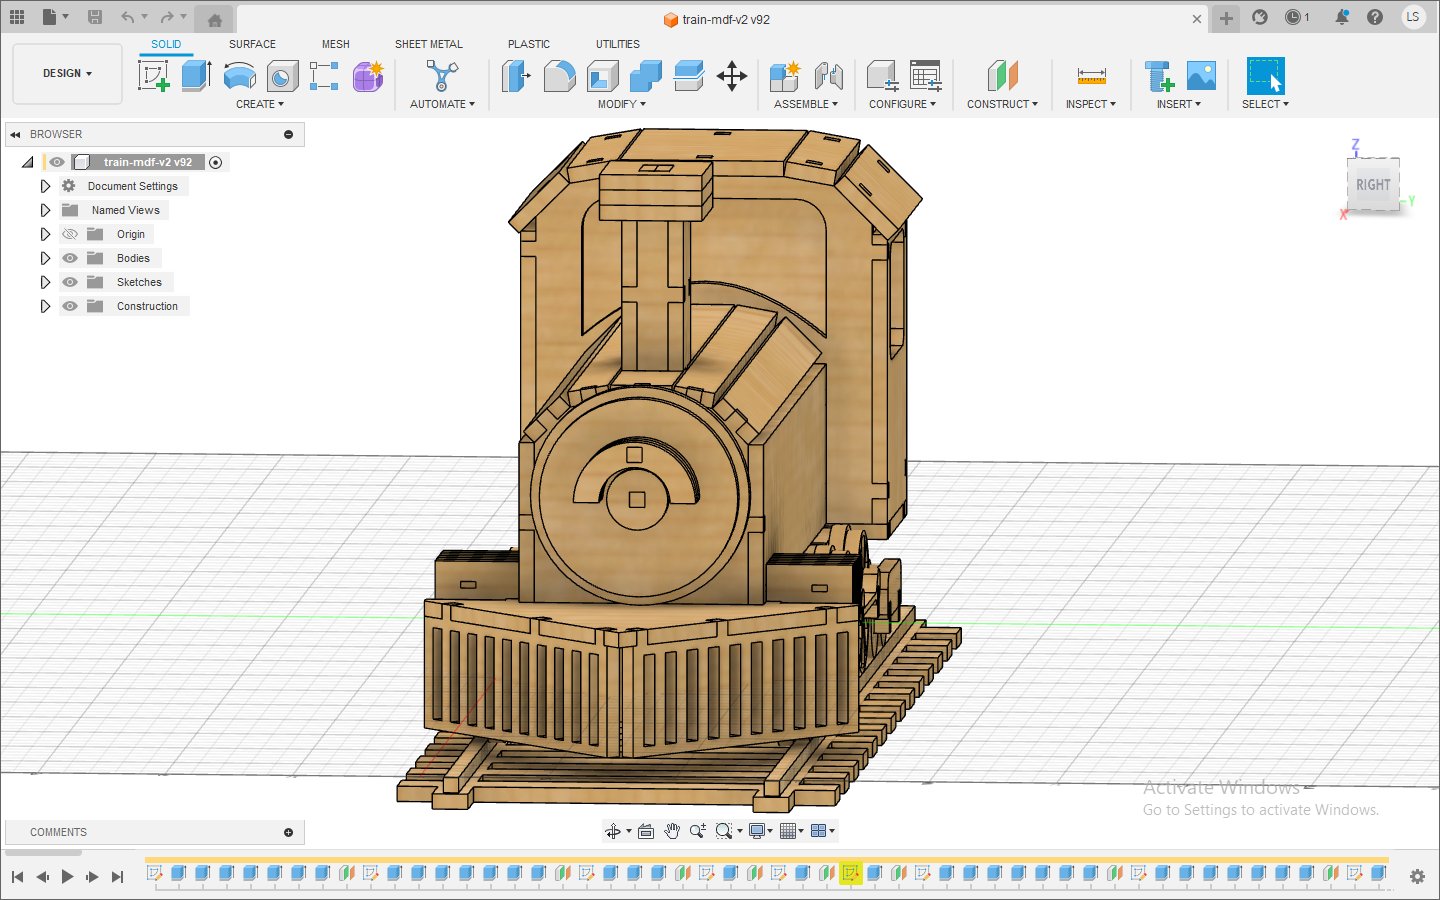 train-mdf-v2 v92
1
LS
DESIGN
SOLID
SURFACE
MESH
SHEET METAL
PLASTIC
UTILITIES
CREATE
AUTOMATE
MODIFY
ASSEMBLE
CONFIGURE
CONSTRUCT
INSPECT
INSERT
SELECT
BROWSER
train-mdf-v2 v92
Document Settings
Named Views
Origin
Bodies
Sketches
Construction
Z
RIGHT
Y
X
Activate Windows
Go to Settings to activate Windows.
COMMENTS